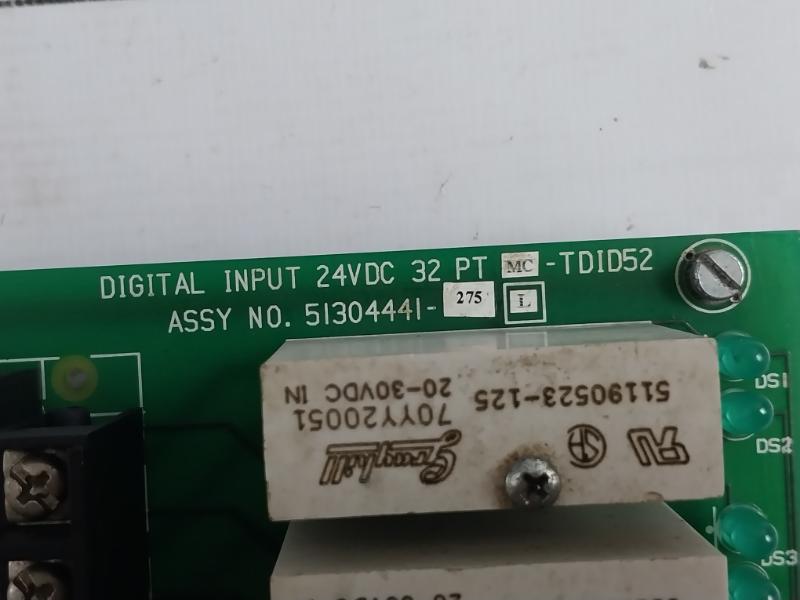 DIGITAL INPUT 24VDC 32 PT MC -TDID52
ASSY NO. 51304441- 275 L
DS1
51190523-125
20-30VDC IN
70YY20051
Grayhill
DS2
DS3